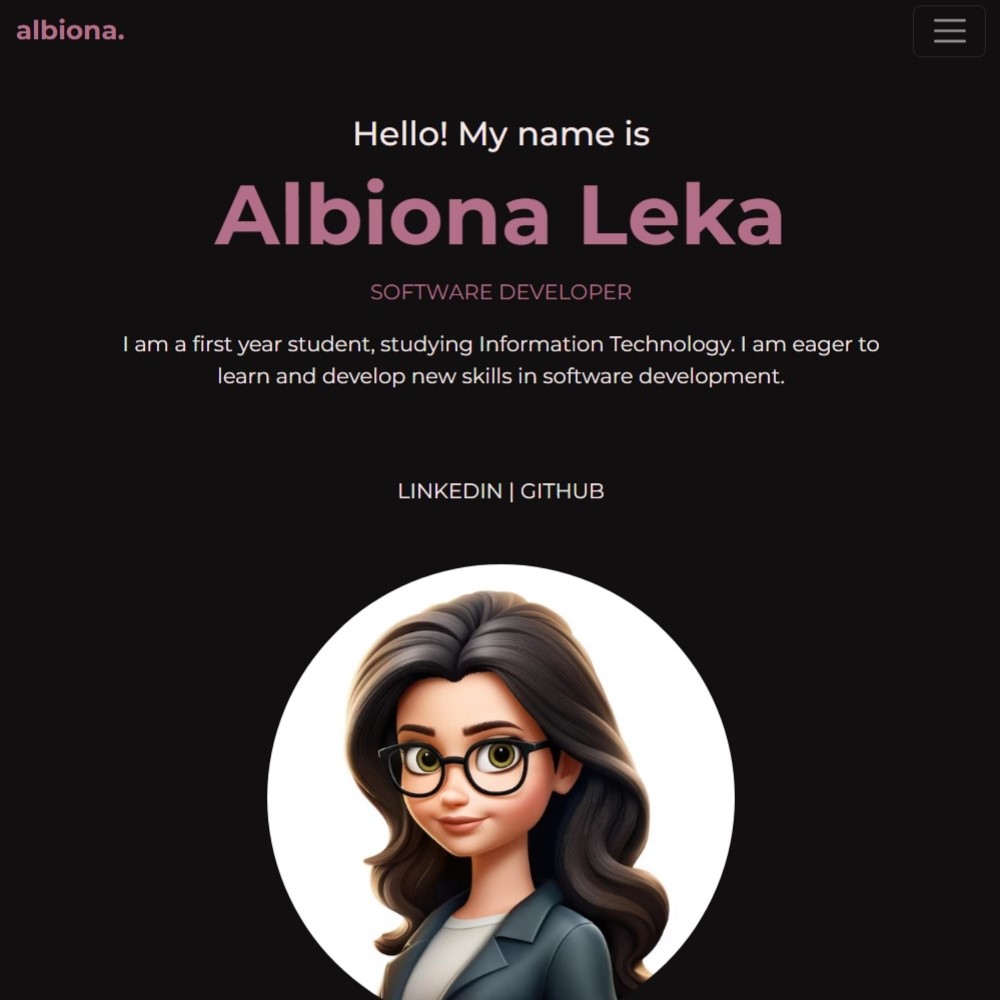 albiona.
Hello! My name is
Albiona Leka
SOFTWARE DEVELOPER
I am a first year student, studying Information Technology. I am eager to
learn and develop new skills in software development.
LINKEDIN | GITHUB